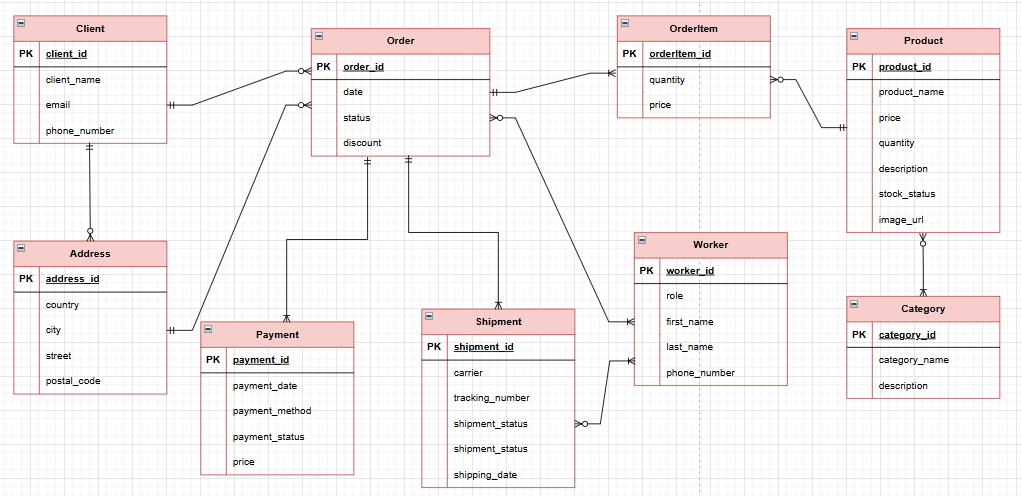 Client
PK client_id
client_name
email
phone_number
Order
PK order_id
date
status
discount
OrderItem
PK orderItem_id
quantity
price
Product
PK product_id
product_name
price
quantity
description
stock_status
image_url
Address
PK address_id
country
city
street
postal_code
Payment
PK payment_id
payment_date
payment_method
payment_status
price
Shipment
PK shipment_id
carrier
tracking_number
shipment_status
shipment_status
shipping_date
Worker
PK worker_id
role
first_name
last_name
phone_number
Category
PK category_id
category_name
description